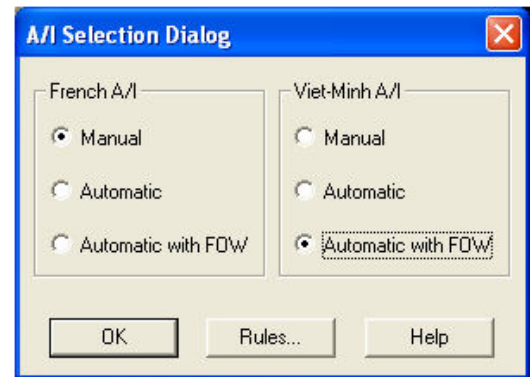 A/I Selection Dialog
French A/I
Manual
Automatic
Automatic with FOW
Viet-Minh A/I
Manual
Automatic
Automatic with FOW
OK
Rules...
Help